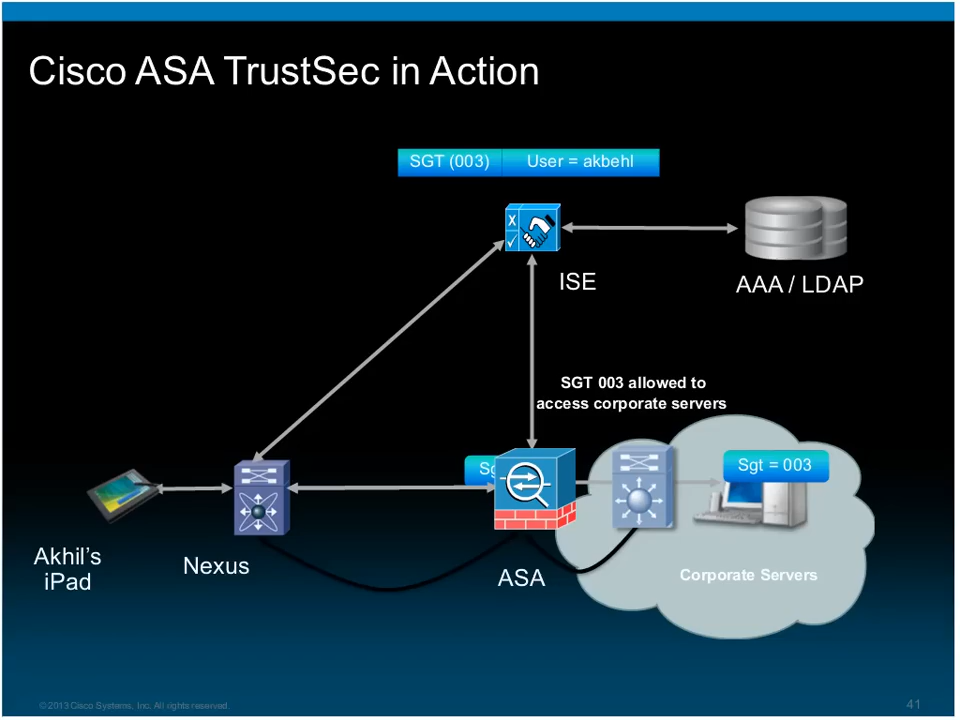 Cisco ASA TrustSec in Action
SGT (003) User = akbehl
ISE
AAA / LDAP
SGT 003 allowed to
access corporate servers
Sgt = 003
Akhil's
iPad
Nexus
ASA
Corporate Servers
© 2013 Cisco Systems, Inc. All rights reserved.
41